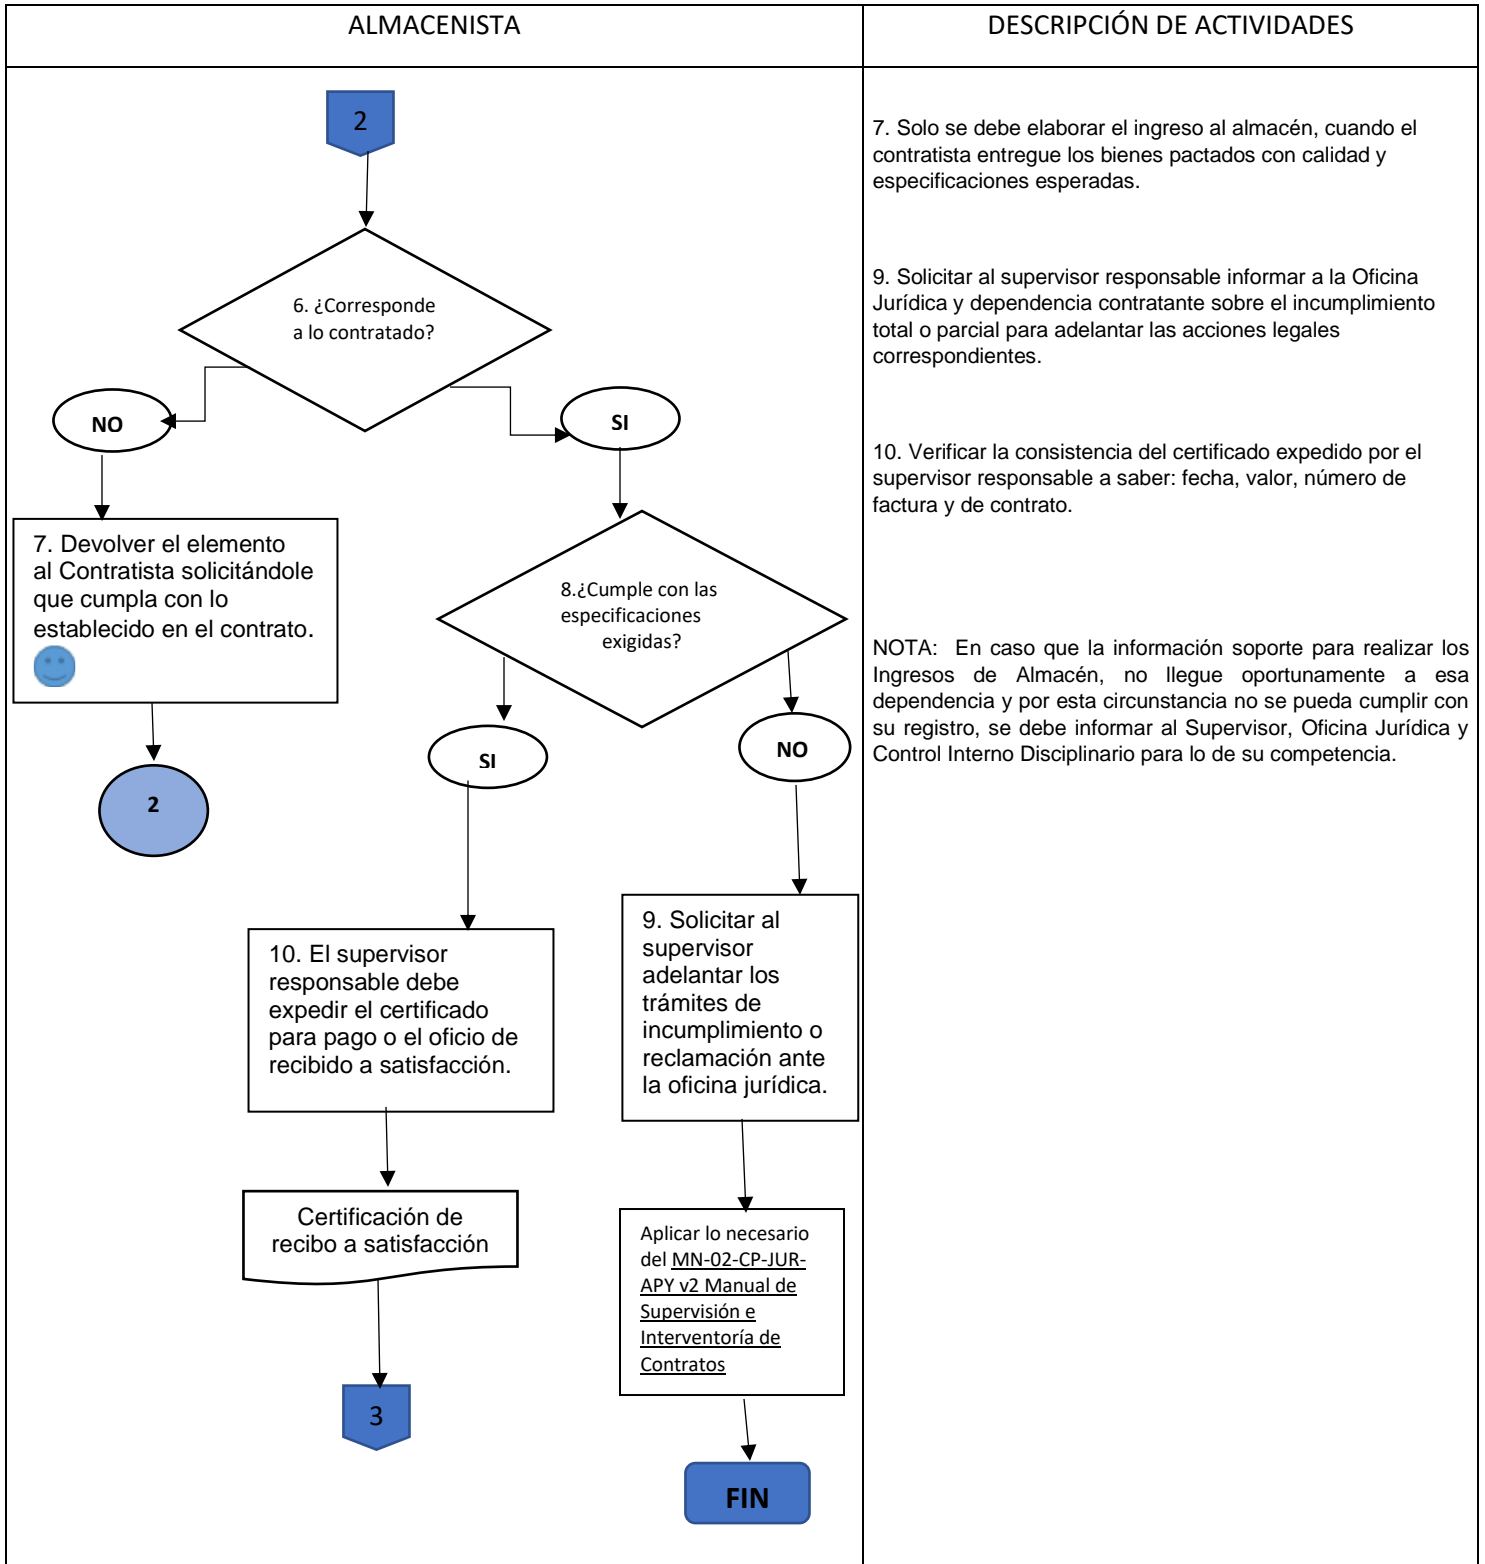 ALMACENISTA
DESCRIPCIÓN DE ACTIVIDADES
2
6. ¿Corresponde
a lo contratado?
NO
SI
7. Devolver el elemento
al Contratista solicitándole
que cumpla con lo
establecido en el contrato.
2
8.¿Cumple con las
especificaciones
exigidas?
SI
NO
10. El supervisor
responsable debe
expedir el certificado
para pago o el oficio de
recibido a satisfacción.
9. Solicitar al
supervisor
adelantar los
trámites de
incumplimiento o
reclamación ante
la oficina jurídica.
Certificación de
recibo a satisfacción
Aplicar lo necesario
del MN-02-CP-JUR-
APY v2 Manual de
Supervisión e
Interventoría de
Contratos
3
FIN
7. Solo se debe elaborar el ingreso al almacén, cuando el
contratista entregue los bienes pactados con calidad y
especificaciones esperadas.
9. Solicitar al supervisor responsable informar a la Oficina
Jurídica y dependencia contratante sobre el incumplimiento
total o parcial para adelantar las acciones legales
correspondientes.
10. Verificar la consistencia del certificado expedido por el
supervisor responsable a saber: fecha, valor, número de
factura y de contrato.
NOTA: En caso que la información soporte para realizar los
Ingresos de Almacén, no llegue oportunamente a esa
dependencia y por esta circunstancia no se pueda cumplir con
su registro, se debe informar al Supervisor, Oficina Jurídica y
Control Interno Disciplinario para lo de su competencia.